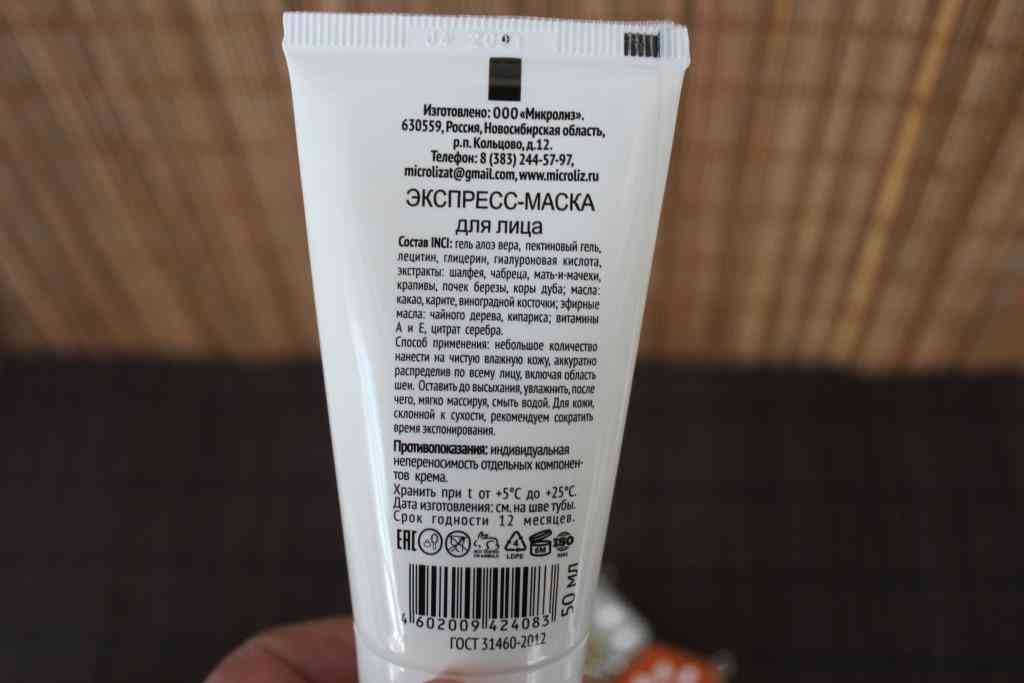 Изготовлено: ООО «Микролиз».
630559, Россия, Новосибирская область,
р.п. Кольцово, д.12.
Телефон: 8 (383) 244-57-97,
microlizat@gmail.com, www.microliz.ru
ЭКСПРЕСС-МАСКА
для лица
Состав INCI: гель алоэ вера, пектиновый гель,
лецитин, глицерин, гиалуроновая кислота,
экстракты: шалфея, чабреца, мать-и-мачехи,
крапивы, почек березы, коры дуба; масла:
какао, карите, виноградной косточки; эфирные
масла: чайного дерева, кипариса; витамины
А и Е, цитрат серебра.
Способ применения: небольшое количество
нанести на чистую влажную кожу, аккуратно
распределив по всему лицу, включая область
шеи. Оставить до высыхания, увлажнить, после
чего, мягко массируя, смыть водой. Для кожи,
склонной к сухости, рекомендуем сократить
время экспонирования.
Противопоказания: индивидуальная
непереносимость отдельных компонен-
тов крема.
Хранить при t от +5°С до +25°С.
Дата изготовления: см. на шве тубы.
Срок годности 12 месяцев.
ЕАС 4 LDPE 6M ISO
4 602009 424083
50 мл
ГОСТ 31460-2012